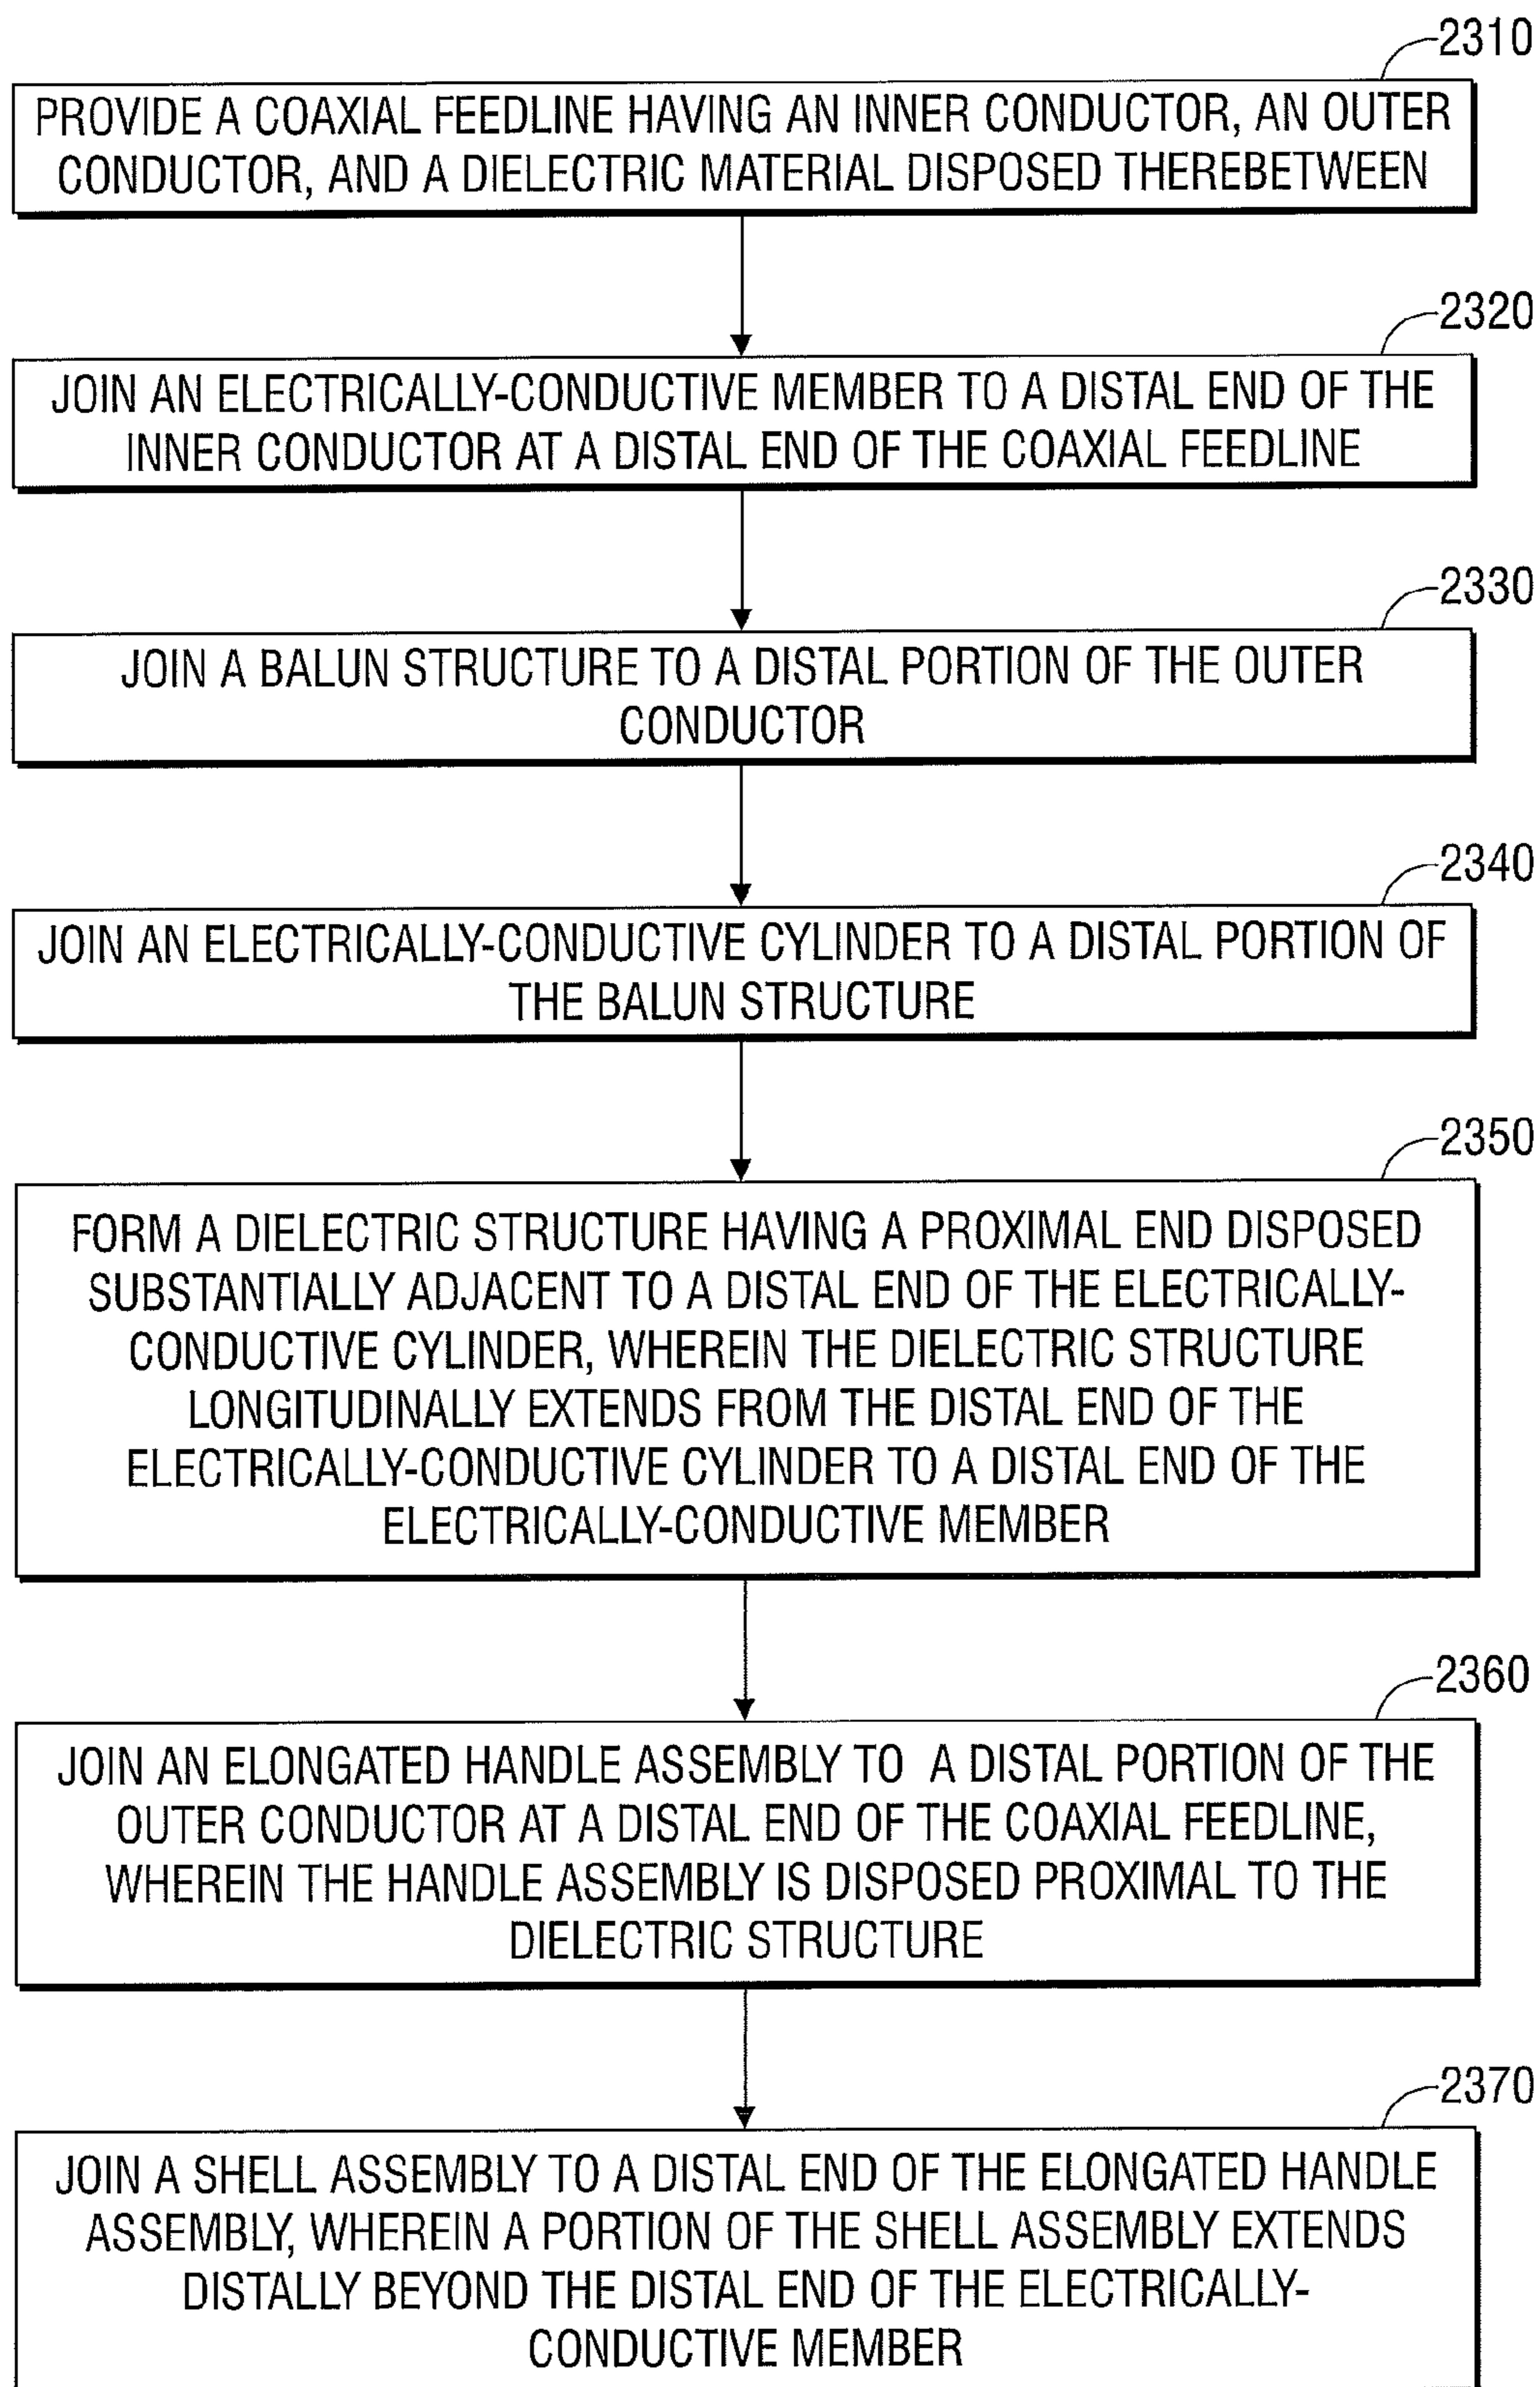 2310
PROVIDE A COAXIAL FEEDLINE HAVING AN INNER CONDUCTOR, AN OUTER
CONDUCTOR, AND A DIELECTRIC MATERIAL DISPOSED THEREBETWEEN
2320
JOIN AN ELECTRICALLY-CONDUCTIVE MEMBER TO A DISTAL END OF THE
INNER CONDUCTOR AT A DISTAL END OF THE COAXIAL FEEDLINE
2330
JOIN A BALUN STRUCTURE TO A DISTAL PORTION OF THE OUTER
CONDUCTOR
2340
JOIN AN ELECTRICALLY-CONDUCTIVE CYLINDER TO A DISTAL PORTION OF
THE BALUN STRUCTURE
2350
FORM A DIELECTRIC STRUCTURE HAVING A PROXIMAL END DISPOSED
SUBSTANTIALLY ADJACENT TO A DISTAL END OF THE ELECTRICALLY-
CONDUCTIVE CYLINDER, WHEREIN THE DIELECTRIC STRUCTURE
LONGITUDINALLY EXTENDS FROM THE DISTAL END OF THE
ELECTRICALLY-CONDUCTIVE CYLINDER TO A DISTAL END OF THE
ELECTRICALLY-CONDUCTIVE MEMBER
2360
JOIN AN ELONGATED HANDLE ASSEMBLY TO A DISTAL PORTION OF THE
OUTER CONDUCTOR AT A DISTAL END OF THE COAXIAL FEEDLINE,
WHEREIN THE HANDLE ASSEMBLY IS DISPOSED PROXIMAL TO THE
DIELECTRIC STRUCTURE
2370
JOIN A SHELL ASSEMBLY TO A DISTAL END OF THE ELONGATED HANDLE
ASSEMBLY, WHEREIN A PORTION OF THE SHELL ASSEMBLY EXTENDS
DISTALLY BEYOND THE DISTAL END OF THE ELECTRICALLY-
CONDUCTIVE MEMBER